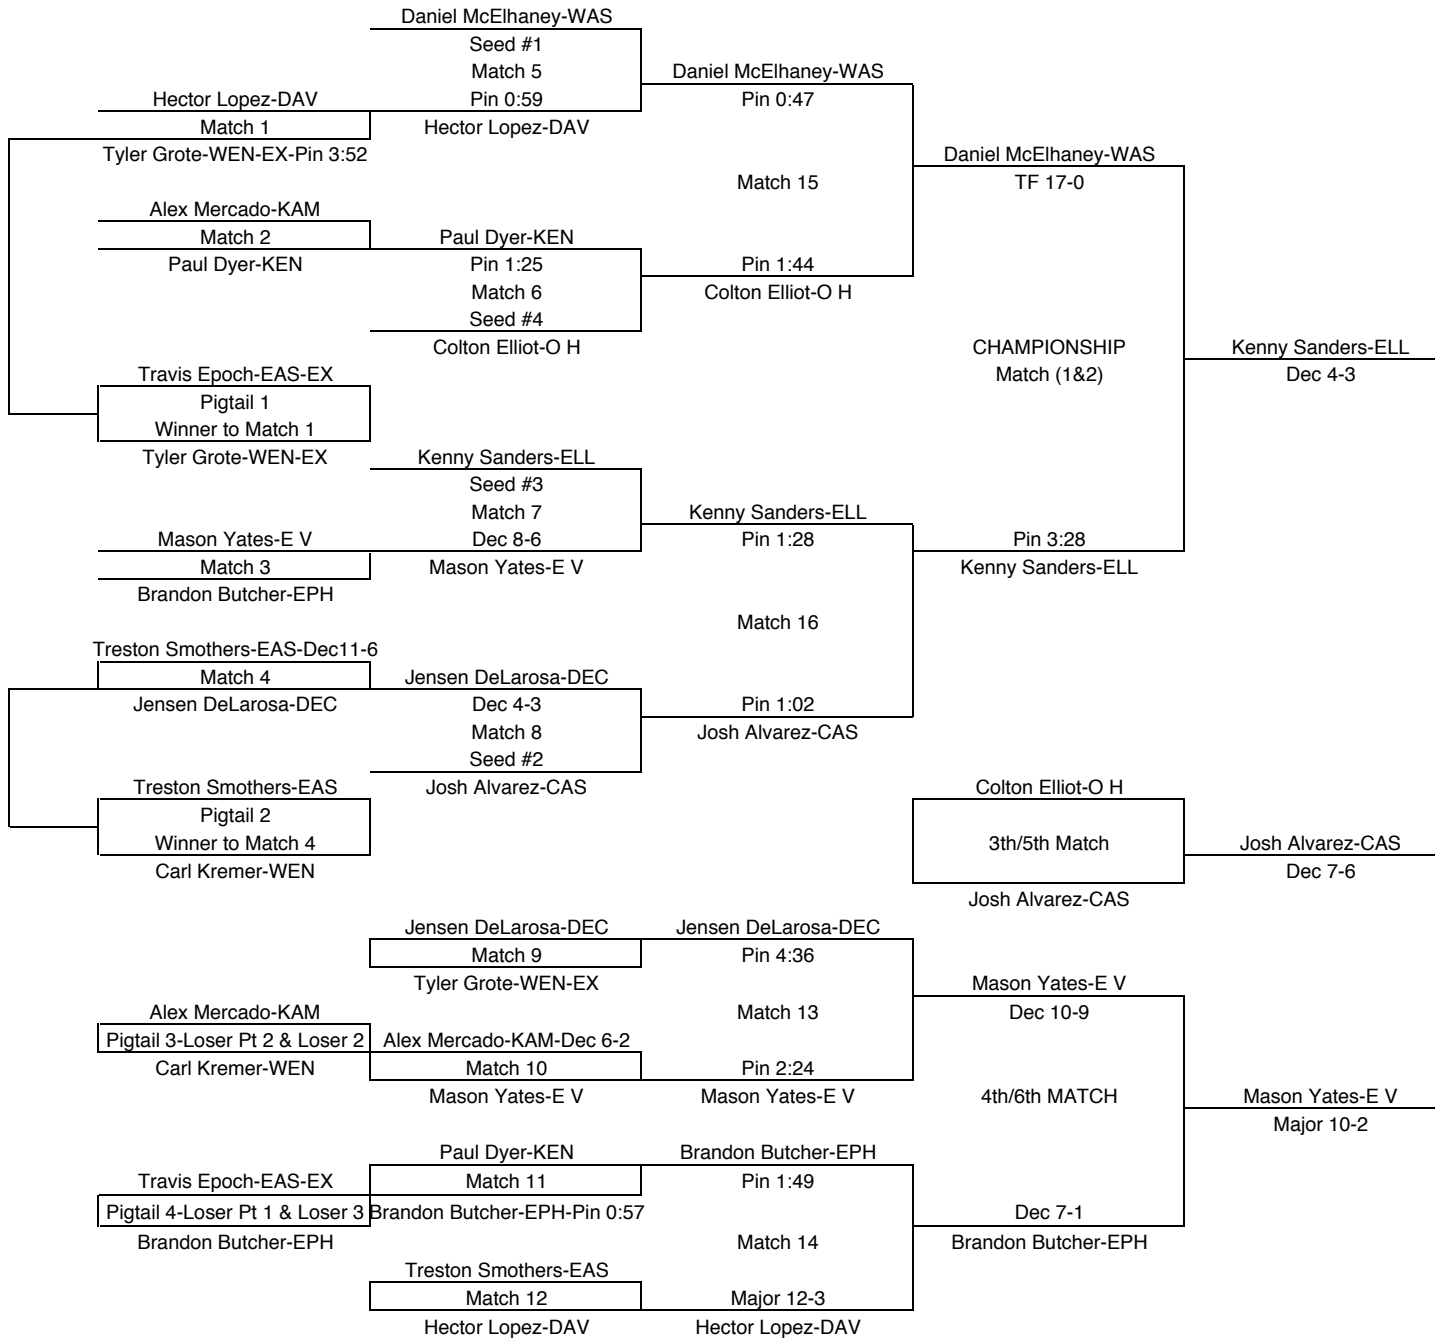 Daniel McElhaney-WAS
Seed #1
Match 5
Daniel McElhaney-WAS
Hector Lopez-DAV
Pin 0:59
Pin 0:47
Match 1
Hector Lopez-DAV
Tyler Grote-WEN-EX-Pin 3:52
Daniel McElhaney-WAS
Match 15
TF 17-0
Alex Mercado-KAM
Match 2
Paul Dyer-KEN
Paul Dyer-KEN
Pin 1:25
Pin 1:44
Match 6
Colton Elliot-O H
Seed #4
Colton Elliot-O H
CHAMPIONSHIP
Kenny Sanders-ELL
Travis Epoch-EAS-EX
Match (1&2)
Dec 4-3
Pigtail 1
Winner to Match 1
Tyler Grote-WEN-EX
Kenny Sanders-ELL
Seed #3
Match 7
Kenny Sanders-ELL
Mason Yates-E V
Dec 8-6
Pin 1:28
Pin 3:28
Match 3
Mason Yates-E V
Kenny Sanders-ELL
Brandon Butcher-EPH
Match 16
Treston Smothers-EAS-Dec11-6
Match 4
Jensen DeLarosa-DEC
Jensen DeLarosa-DEC
Dec 4-3
Pin 1:02
Match 8
Josh Alvarez-CAS
Seed #2
Treston Smothers-EAS
Josh Alvarez-CAS
Colton Elliot-O H
Pigtail 2
Winner to Match 4
3th/5th Match
Josh Alvarez-CAS
Carl Kremer-WEN
Dec 7-6
Josh Alvarez-CAS
Jensen DeLarosa-DEC
Jensen DeLarosa-DEC
Match 9
Pin 4:36
Tyler Grote-WEN-EX
Mason Yates-E V
Alex Mercado-KAM
Match 13
Dec 10-9
Pigtail 3-Loser Pt 2 & Loser 2
Alex Mercado-KAM-Dec 6-2
Carl Kremer-WEN
Match 10
Pin 2:24
Mason Yates-E V
Mason Yates-E V
4th/6th MATCH
Mason Yates-E V
Major 10-2
Paul Dyer-KEN
Brandon Butcher-EPH
Travis Epoch-EAS-EX
Match 11
Pin 1:49
Pigtail 4-Loser Pt 1 & Loser 3
Brandon Butcher-EPH-Pin 0:57
Dec 7-1
Brandon Butcher-EPH
Match 14
Brandon Butcher-EPH
Treston Smothers-EAS
Match 12
Major 12-3
Hector Lopez-DAV
Hector Lopez-DAV